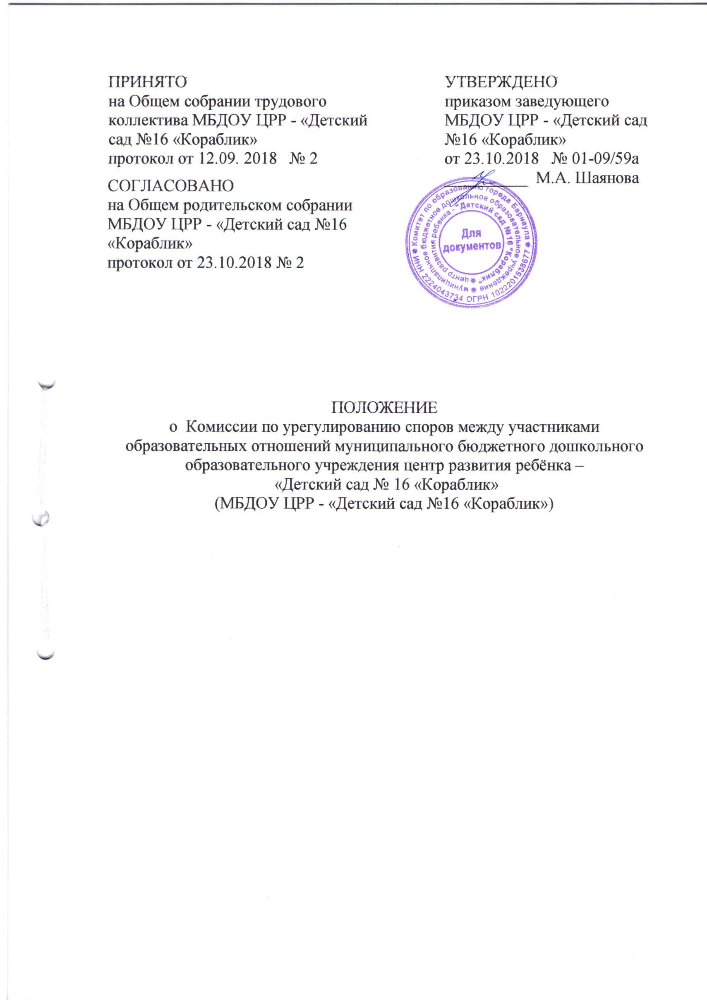 ПРИНЯТО
на Общем собрании трудового
коллектива МБДОУ ЦРР - «Детский
сад №16 «Кораблик»
протокол от 12.09. 2018 № 2
СОГЛАСОВАНО
на Общем родительском собрании
МБДОУ ЦРР - «Детский сад №16
«Кораблик»
протокол от 23.10.2018 № 2
УТВЕРЖДЕНО
приказом заведующего
МБДОУ ЦРР - «Детский сад
№16 «Кораблик»
от 23.10.2018 № 01-09/59а
М.А. Шаянова
Комитет по образованию города Барнаула
ИНН 2224043734 ОГРН 1022201538677
муниципальное бюджетное дошкольное образовательное учреждение
центр развития ребенка - "Детский сад №16 "Кораблик"
Для
документов
ПОЛОЖЕНИЕ
о Комиссии по урегулированию споров между участниками
образовательных отношений муниципального бюджетного дошкольного
образовательного учреждения центр развития ребёнка –
«Детский сад № 16 «Кораблик»
(МБДОУ ЦРР - «Детский сад №16 «Кораблик»)